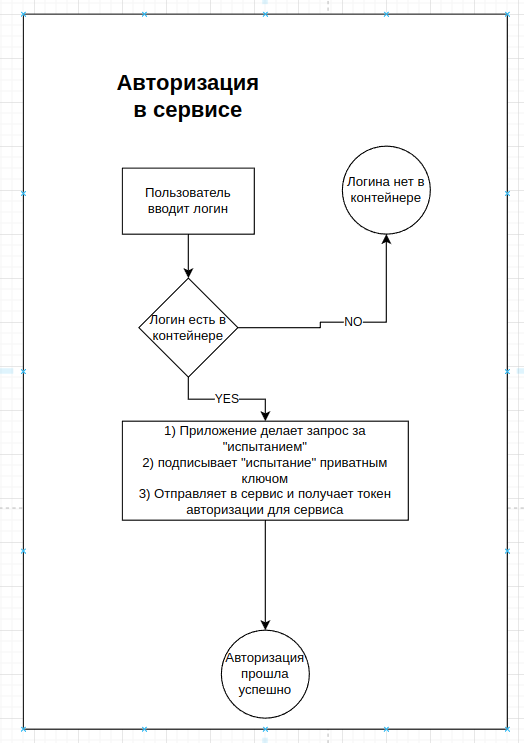 Авторизация
в сервисе
Пользователь
вводит логин
Логина нет в
контейнере
Логин есть в
контейнере
NO
YES
1) Приложение делает запрос за
"испытанием"
2) подписывает "испытание" приватным
ключом
3) Отправляет в сервис и получает токен
авторизации для сервиса
Авторизация
прошла
успешно